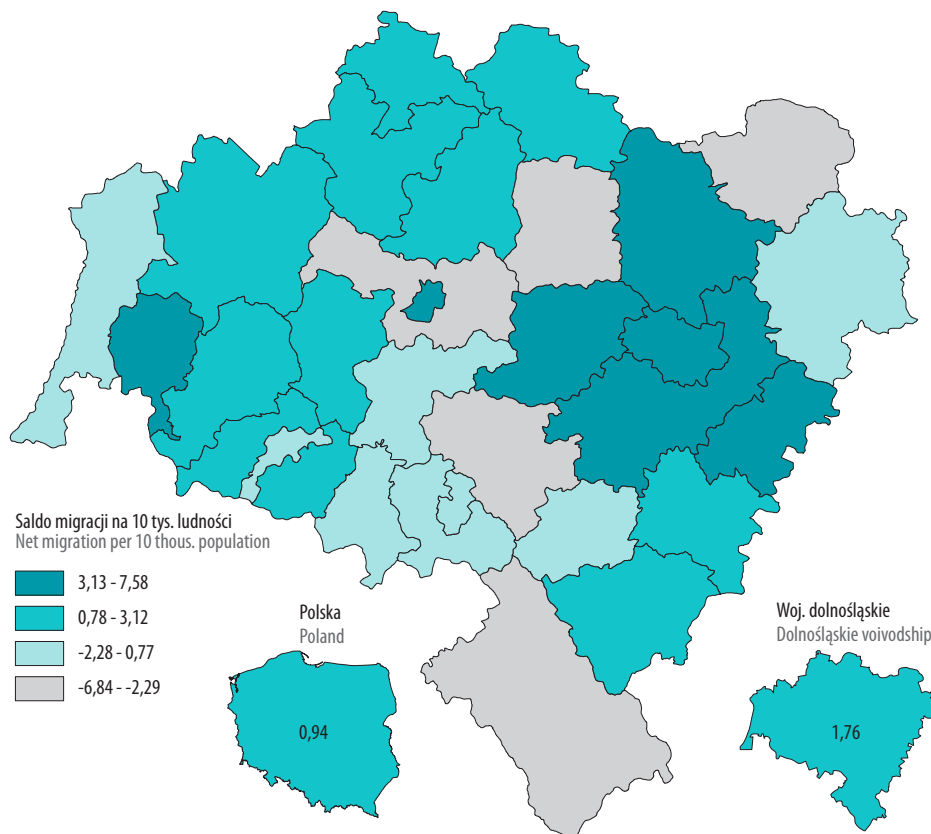 Saldo migracji na 10 tys. ludności
Net migration per 10 thous. population
3,13 - 7,58
0,78 - 3,12
-2,28 - 0,77
-6,84 - -2,29
Polska
Poland
0,94
Woj. dolnośląskie
Dolnośląskie voivodship
1,76